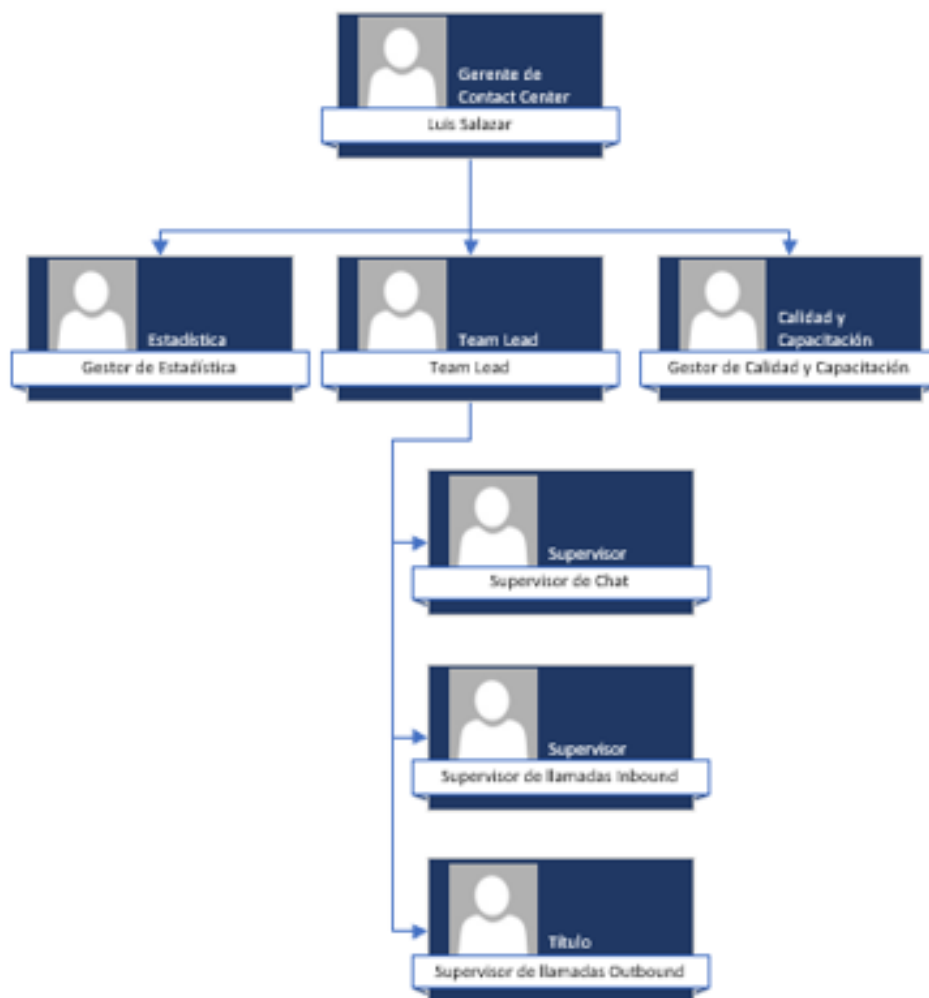 Gerente de
Contact Center
Luis Salazar
Estadística
Gestor de Estadística
Team Lead
Team Lead
Calidad y
Capacitación
Gestor de Calidad y Capacitación
Supervisor
Supervisor de Chat
Supervisor
Supervisor de llamadas Inbound
Título
Supervisor de llamadas Outbound